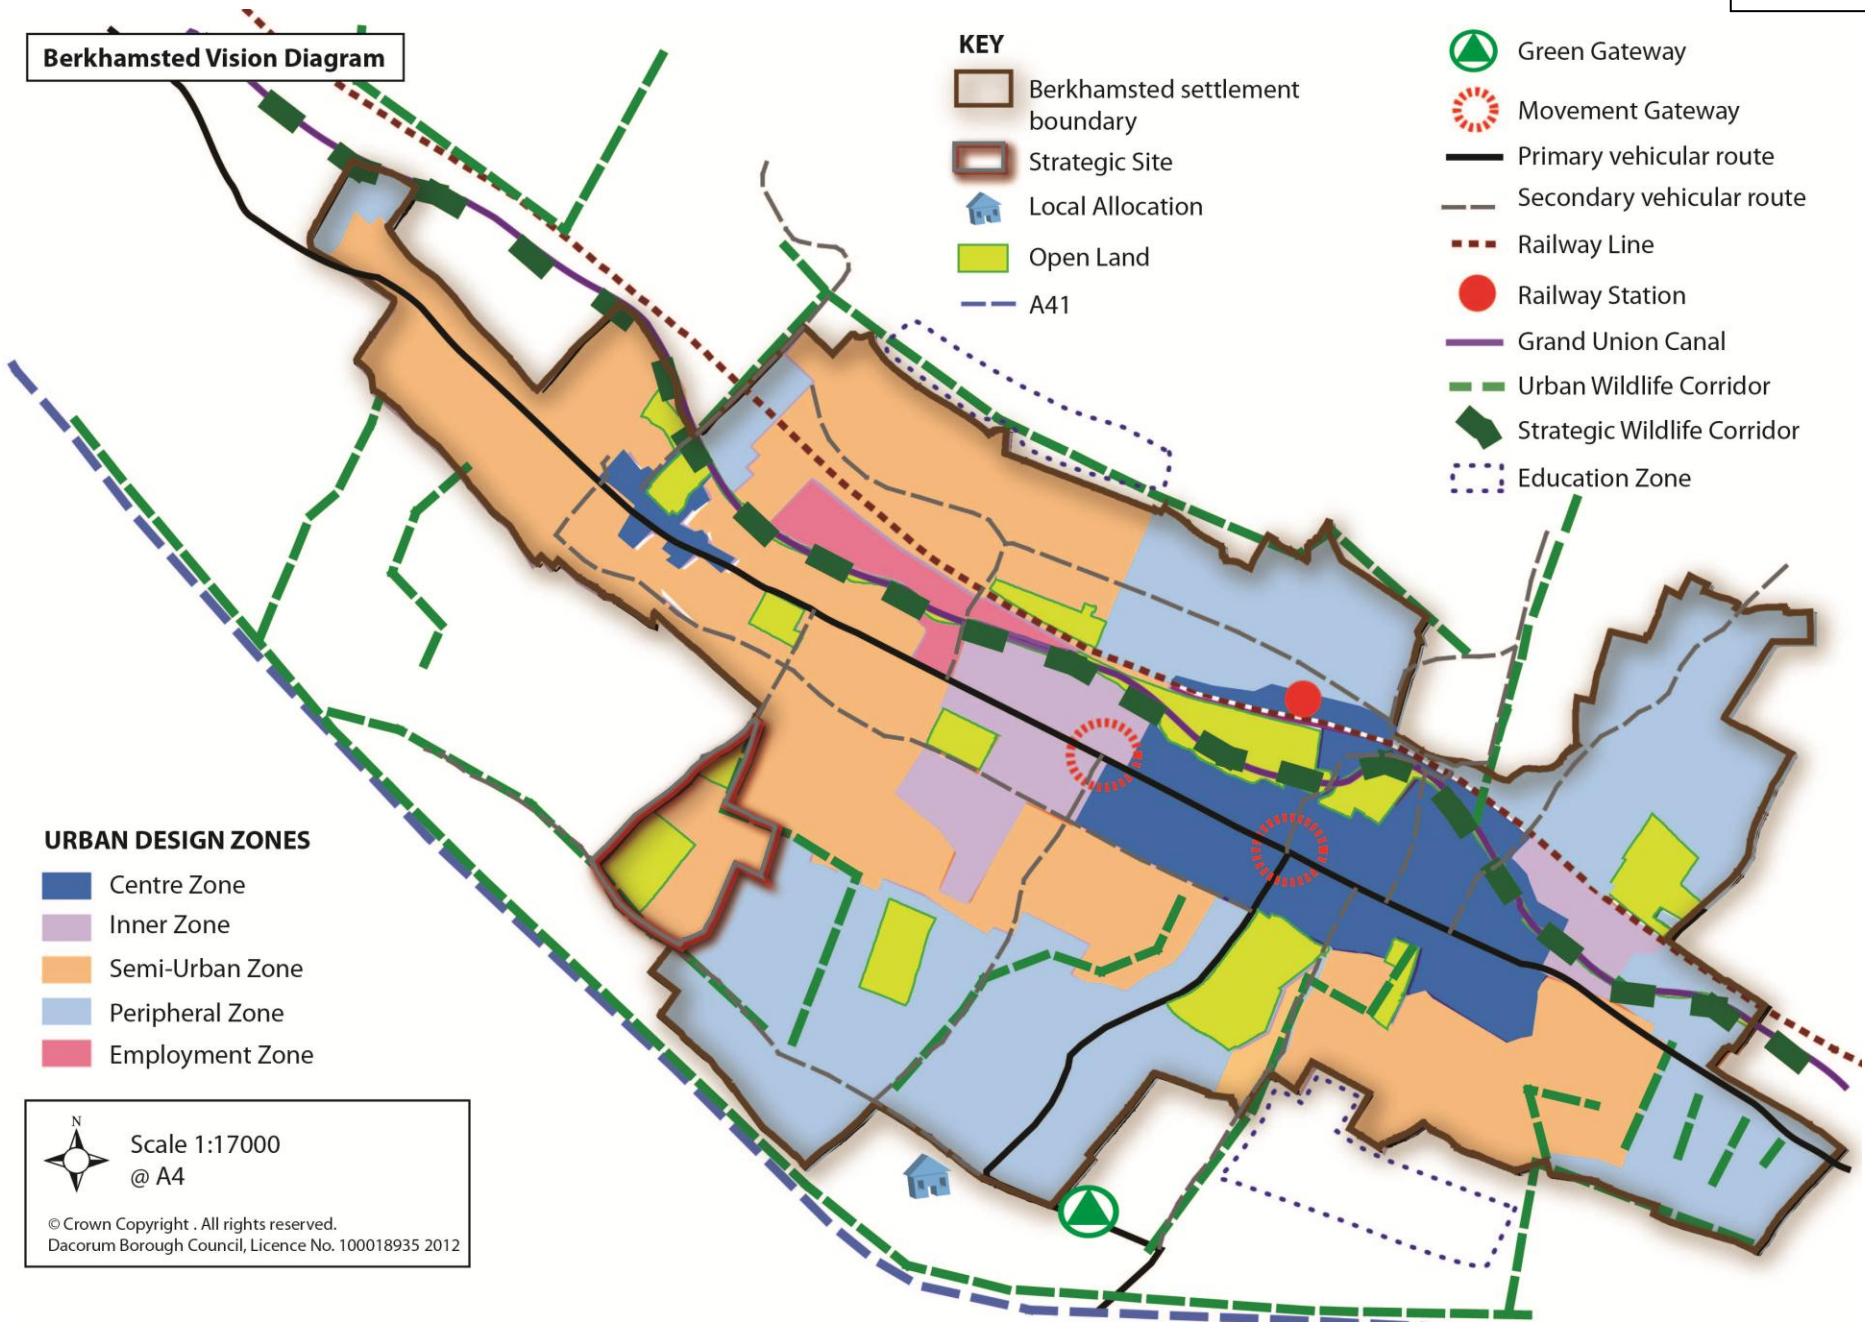 Berkhamsted Vision Diagram
KEY
Berkhamsted settlement
boundary
Strategic Site
Local Allocation
Open Land
A41
Green Gateway
Movement Gateway
Primary vehicular route
Secondary vehicular route
Railway Line
Railway Station
Grand Union Canal
Urban Wildlife Corridor
Strategic Wildlife Corridor
Education Zone
URBAN DESIGN ZONES
Centre Zone
Inner Zone
Semi-Urban Zone
Peripheral Zone
Employment Zone
N
Scale 1:17000
@ A4
© Crown Copyright . All rights reserved.
Dacorum Borough Council, Licence No. 100018935 2012